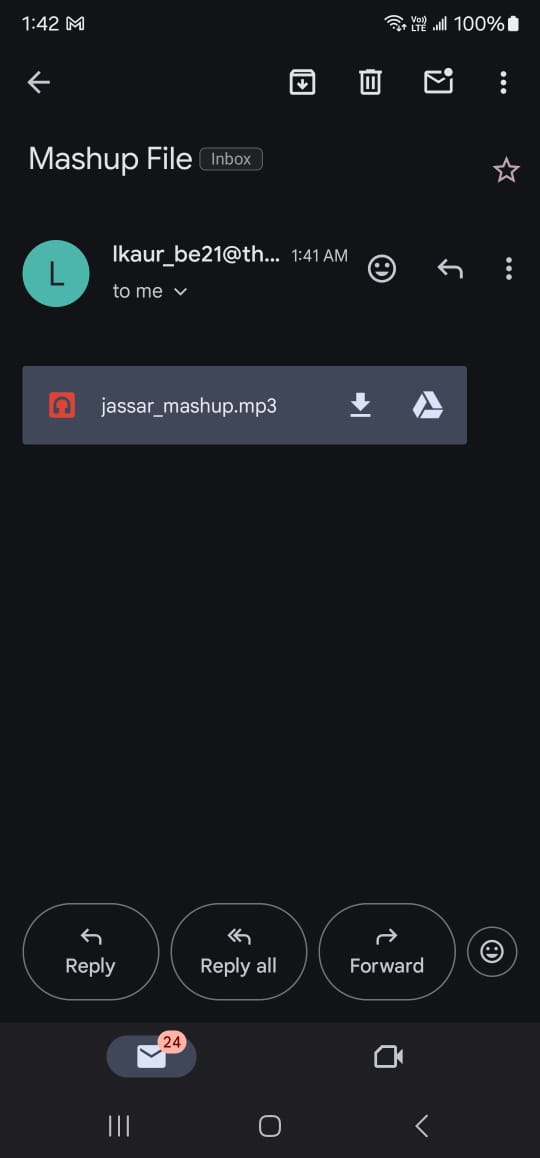 1:42 Vo)) LTE 100%
Mashup File Inbox
lkaur_be21@th... 1:41 AM
to me
jassar_mashup.mp3
Reply Reply all Forward
24